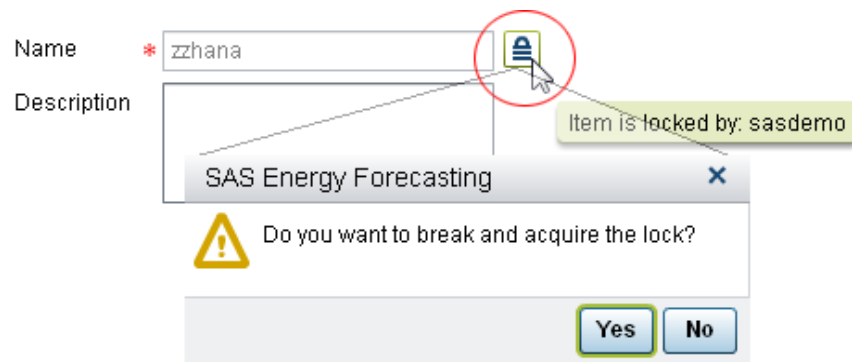 Name * zzhana
Item is locked by: sasdemo
Description
SAS Energy Forecasting
Do you want to break and acquire the lock?
Yes No